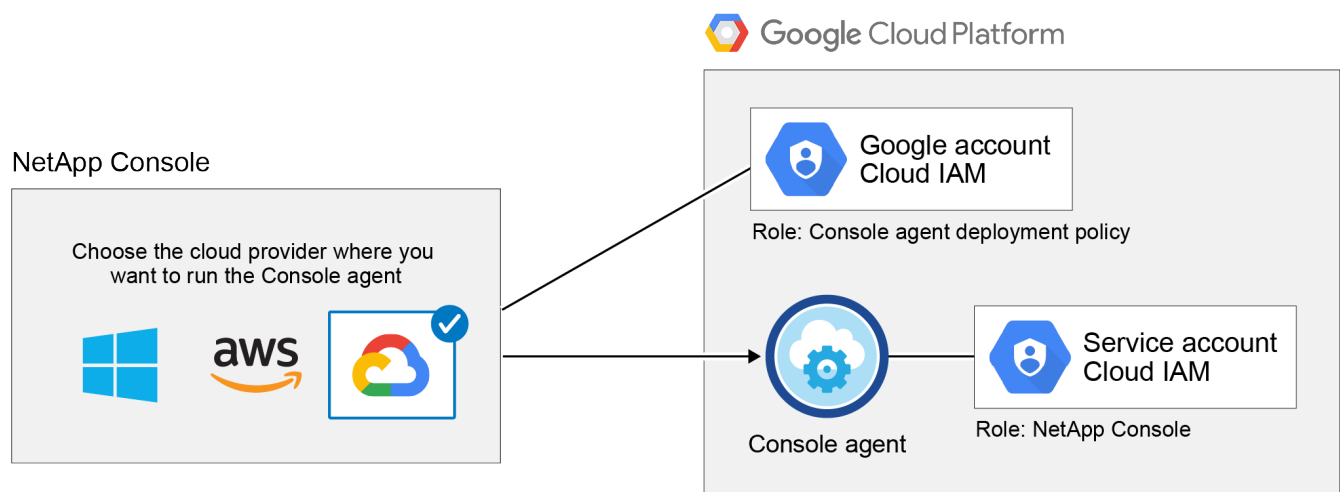 Google Cloud Platform
NetApp Console
Choose the cloud provider where you
want to run the Console agent
aws
Google account
Cloud IAM
Role: Console agent deployment policy
Console agent
Service account
Cloud IAM
Role: NetApp Console